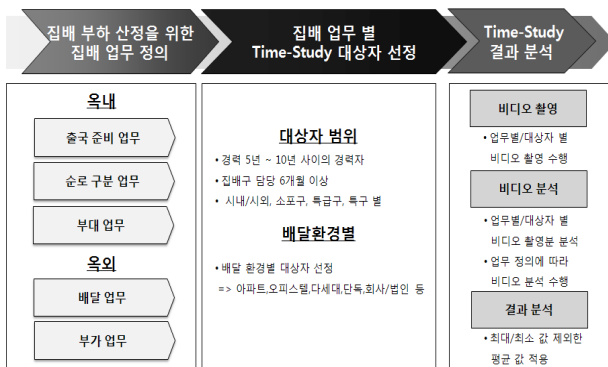 집배 부하 산정을 위한
집배 업무 정의
집배 업무 별
Time-Study 대상자 선정
Time-Study
결과 분석
옥내
출국 준비 업무
순로 구분 업무
부대 업무
옥외
배달 업무
부가 업무
대상자 범위
• 경력 5년 ~ 10년 사이의 경력자
• 집배구 담당 6개월 이상
• 시내/시외, 소포구, 특급구, 특구 별
배달환경별
• 배달 환경별 대상자 선정
=> 아파트,오피스텔,다세대,단독,회사/법인 등
비디오 촬영
• 업무별/대상자 별
비디오 촬영 수행
비디오 분석
• 업무별/대상자 별
비디오 촬영분 분석
• 업무 정의에 따라
비디오 분석 수행
결과 분석
• 최대/최소 값 제외한
평균 값 적용